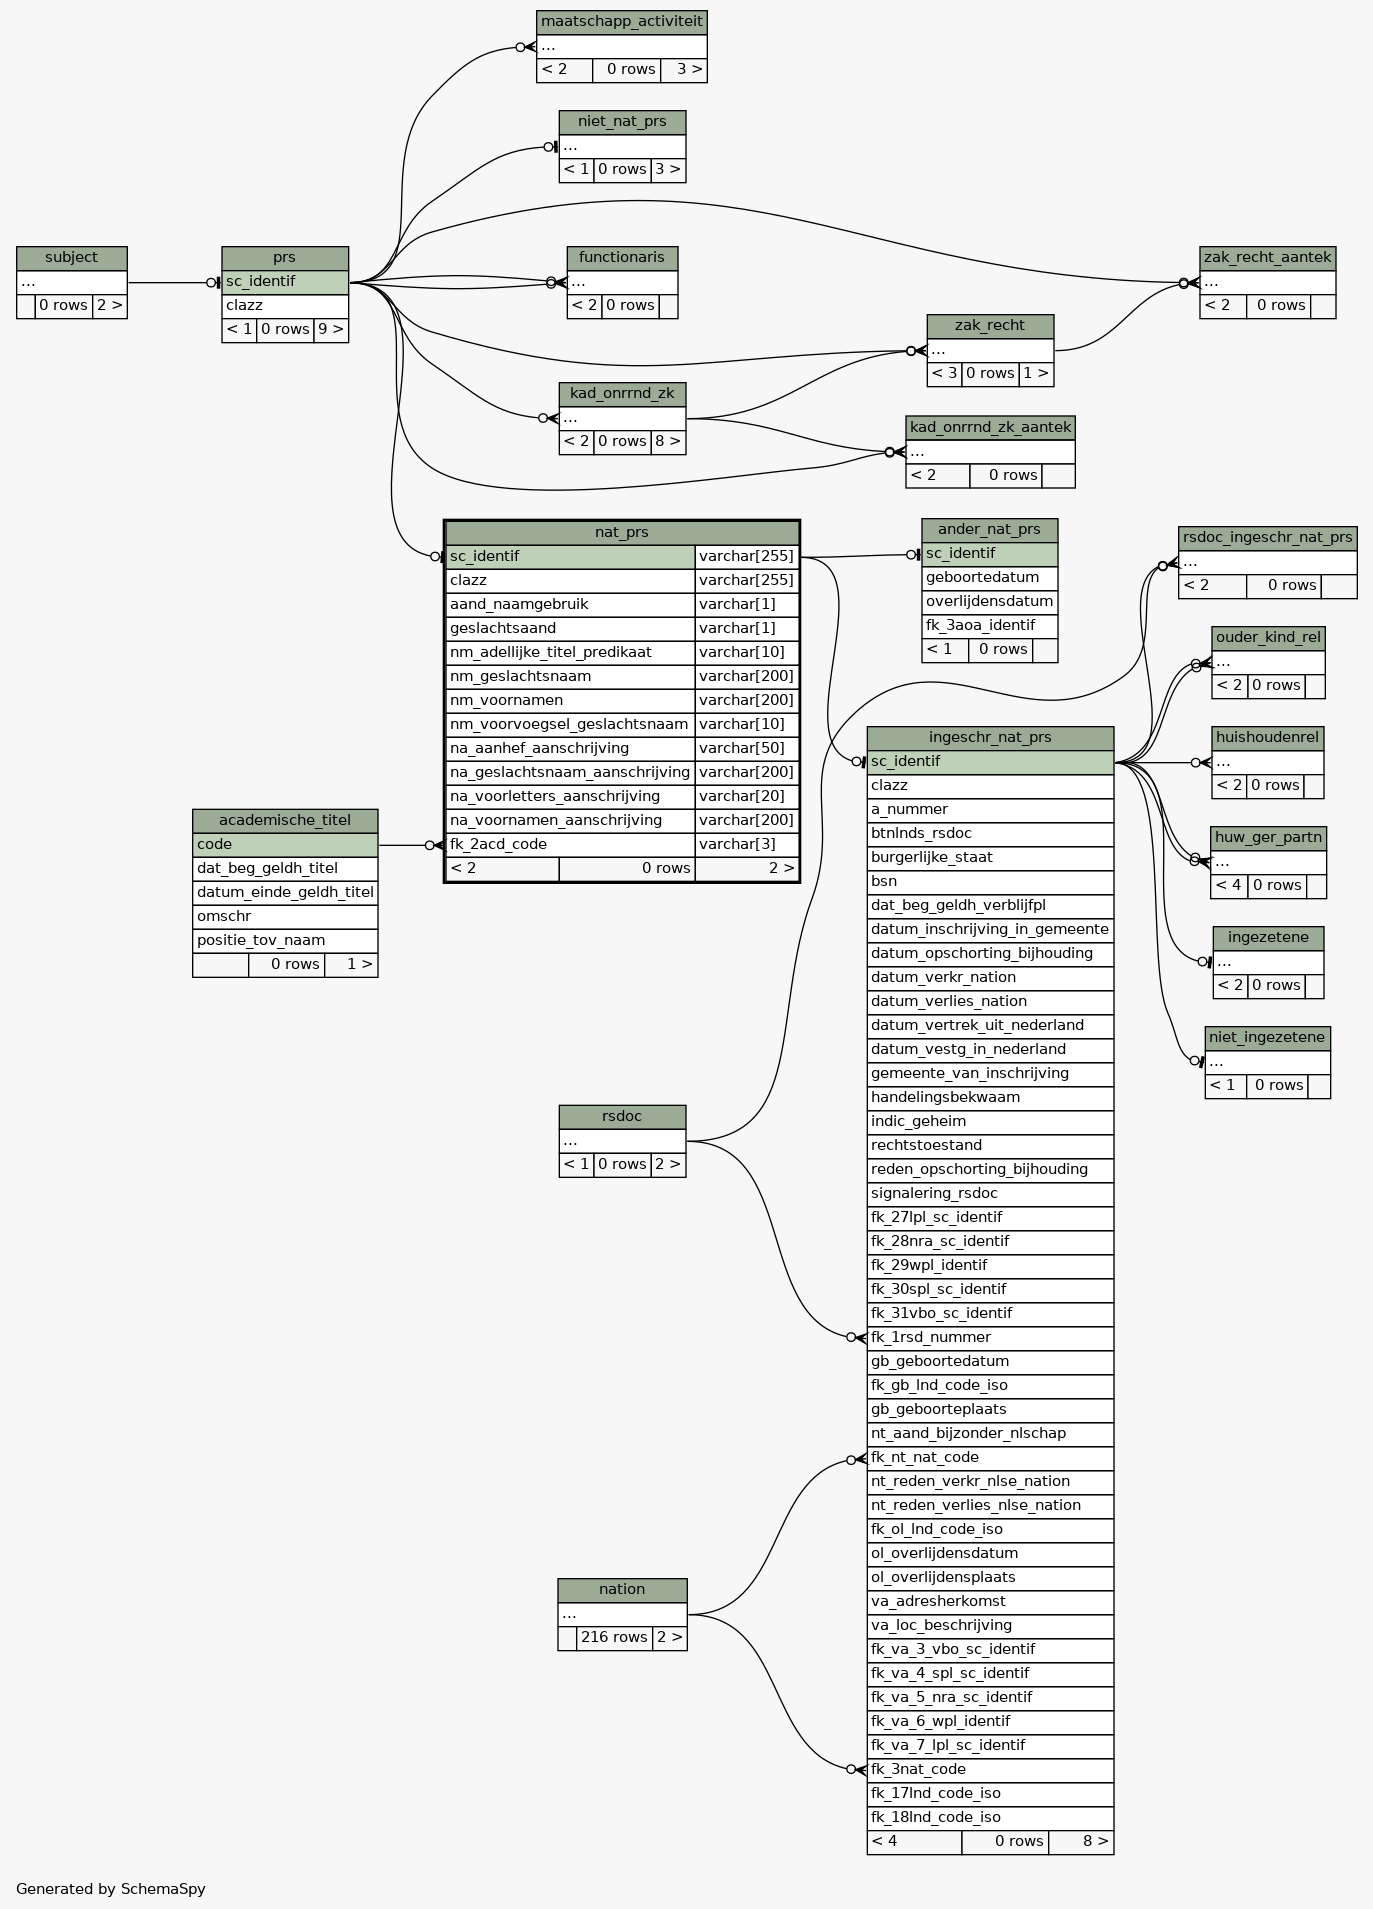 maatschapp_activiteit
...
< 2 0 rows 3 >
niet_nat_prs
...
< 1 0 rows 3 >
subject
...
0 rows 2 >
prs
sc_identif
clazz
< 1 0 rows 9 >
functionaris
...
< 2 0 rows
zak_recht_aantek
...
< 2 0 rows
zak_recht
...
< 3 0 rows 1 >
kad_onrrnd_zk
...
< 2 0 rows 8 >
kad_onrrnd_zk_aantek
...
< 2 0 rows
nat_prs
sc_identif varchar[255]
clazz varchar[255]
aand_naamgebruik varchar[1]
geslachtsaand varchar[1]
nm_adellijke_titel_predikaat varchar[10]
nm_geslachtsnaam varchar[200]
nm_voornamen varchar[200]
nm_voorvoegsel_geslachtsnaam varchar[10]
na_aanhef_aanschrijving varchar[50]
na_geslachtsnaam_aanschrijving varchar[200]
na_voorletters_aanschrijving varchar[20]
na_voornamen_aanschrijving varchar[200]
fk_2acd_code varchar[3]
< 2 0 rows 2 >
ander_nat_prs
sc_identif
geboortedatum
overlijdensdatum
fk_3aoa_identif
< 1 0 rows
rsdoc_ingeschr_nat_prs
...
< 2 0 rows
ouder_kind_rel
...
< 2 0 rows
huishoudenrel
...
< 2 0 rows
huw_ger_partn
...
< 4 0 rows
ingezetene
...
< 2 0 rows
niet_ingezetene
...
< 1 0 rows
academische_titel
code
dat_beg_geldh_titel
datum_einde_geldh_titel
omschr
positie_tov_naam
0 rows 1 >
ingeschr_nat_prs
sc_identif
clazz
a_nummer
btnlnds_rsdoc
burgerlijke_staat
bsn
dat_beg_geldh_verblijfpl
datum_inschrijving_in_gemeente
datum_opschorting_bijhouding
datum_verkr_nation
datum_verlies_nation
datum_vertrek_uit_nederland
datum_vestg_in_nederland
gemeente_van_inschrijving
handelingsbekwaam
indic_geheim
rechtstoestand
reden_opschorting_bijhouding
signalering_rsdoc
fk_27lpl_sc_identif
fk_28nra_sc_identif
fk_29wpl_identif
fk_30spl_sc_identif
fk_31vbo_sc_identif
fk_1rsd_nummer
gb_geboortedatum
fk_gb_lnd_code_iso
gb_geboorteplaats
nt_aand_bijzonder_nlschap
fk_nt_nat_code
nt_reden_verkr_nlse_nation
nt_reden_verlies_nlse_nation
fk_ol_lnd_code_iso
ol_overlijdensdatum
ol_overlijdensplaats
va_adresherkomst
va_loc_beschrijving
fk_va_3_vbo_sc_identif
fk_va_4_spl_sc_identif
fk_va_5_nra_sc_identif
fk_va_6_wpl_identif
fk_va_7_lpl_sc_identif
fk_3nat_code
fk_17lnd_code_iso
fk_18lnd_code_iso
< 4 0 rows 8 >
rsdoc
...
< 1 0 rows 2 >
nation
...
216 rows 2 >
Generated by SchemaSpy